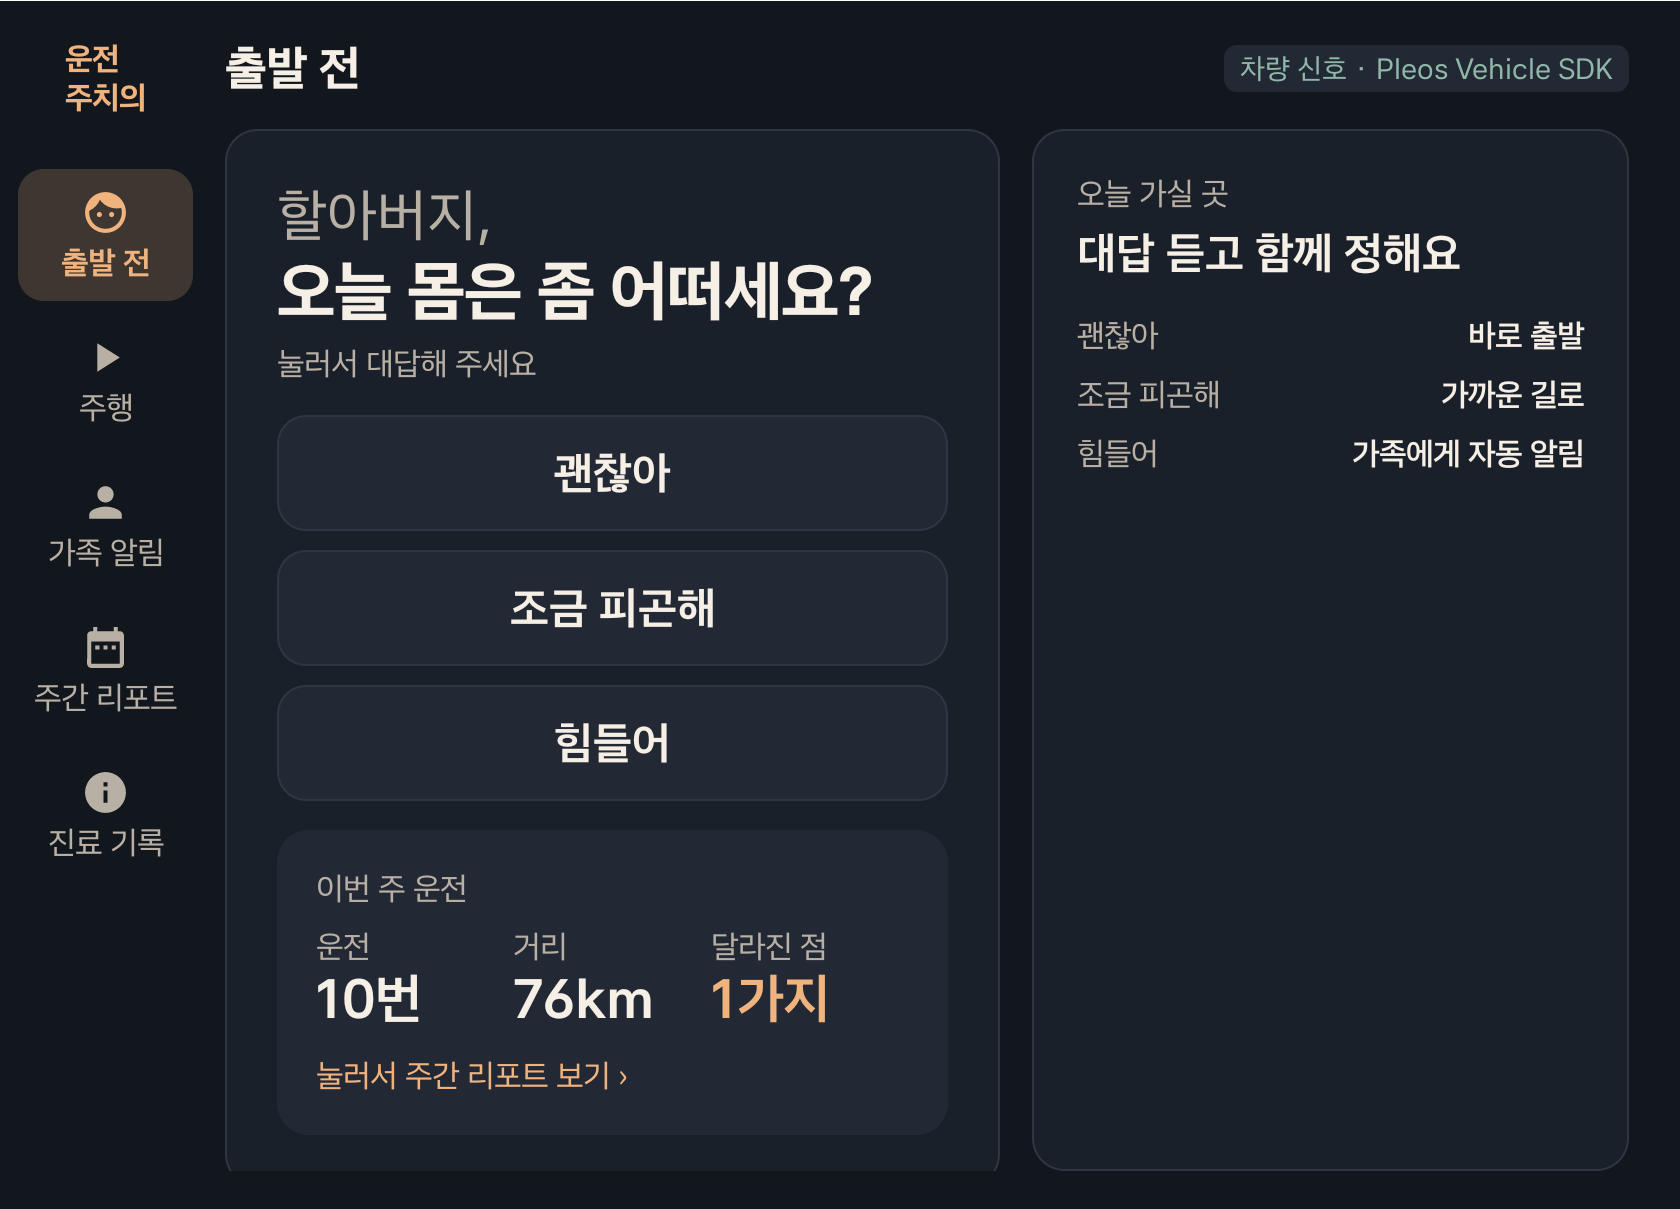 운전
주치의
출발 전
주행
가족 알림
주간 리포트
진료 기록
출발 전
차량 신호 · Pleos Vehicle SDK
할아버지,
오늘 몸은 좀 어떠세요?
눌러서 대답해 주세요
괜찮아
조금 피곤해
힘들어
이번 주 운전
운전 거리 달라진 점
10번 76km 1가지
눌러서 주간 리포트 보기 ›
오늘 가실 곳
대답 듣고 함께 정해요
괜찮아 바로 출발
조금 피곤해 가까운 길로
힘들어 가족에게 자동 알림